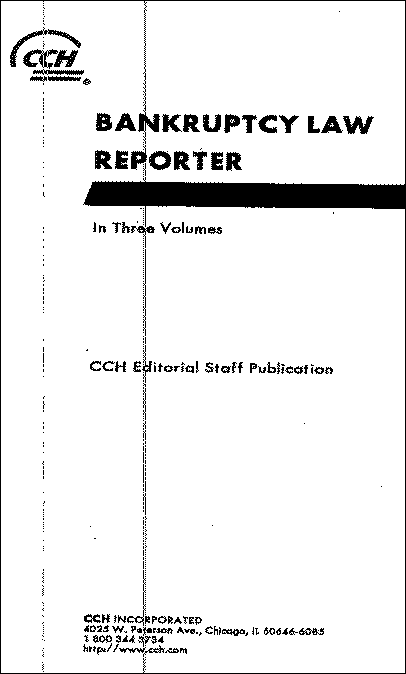 CCH
®
BANKRUPTCY LAW
REPORTER
In Three Volumes
CCH Editorial Staff Publication
CCH INCORPORATED
4025 W. Peterson Ave., Chicago, IL 60646-6085
1 800 344 3734
http://www.cch.com